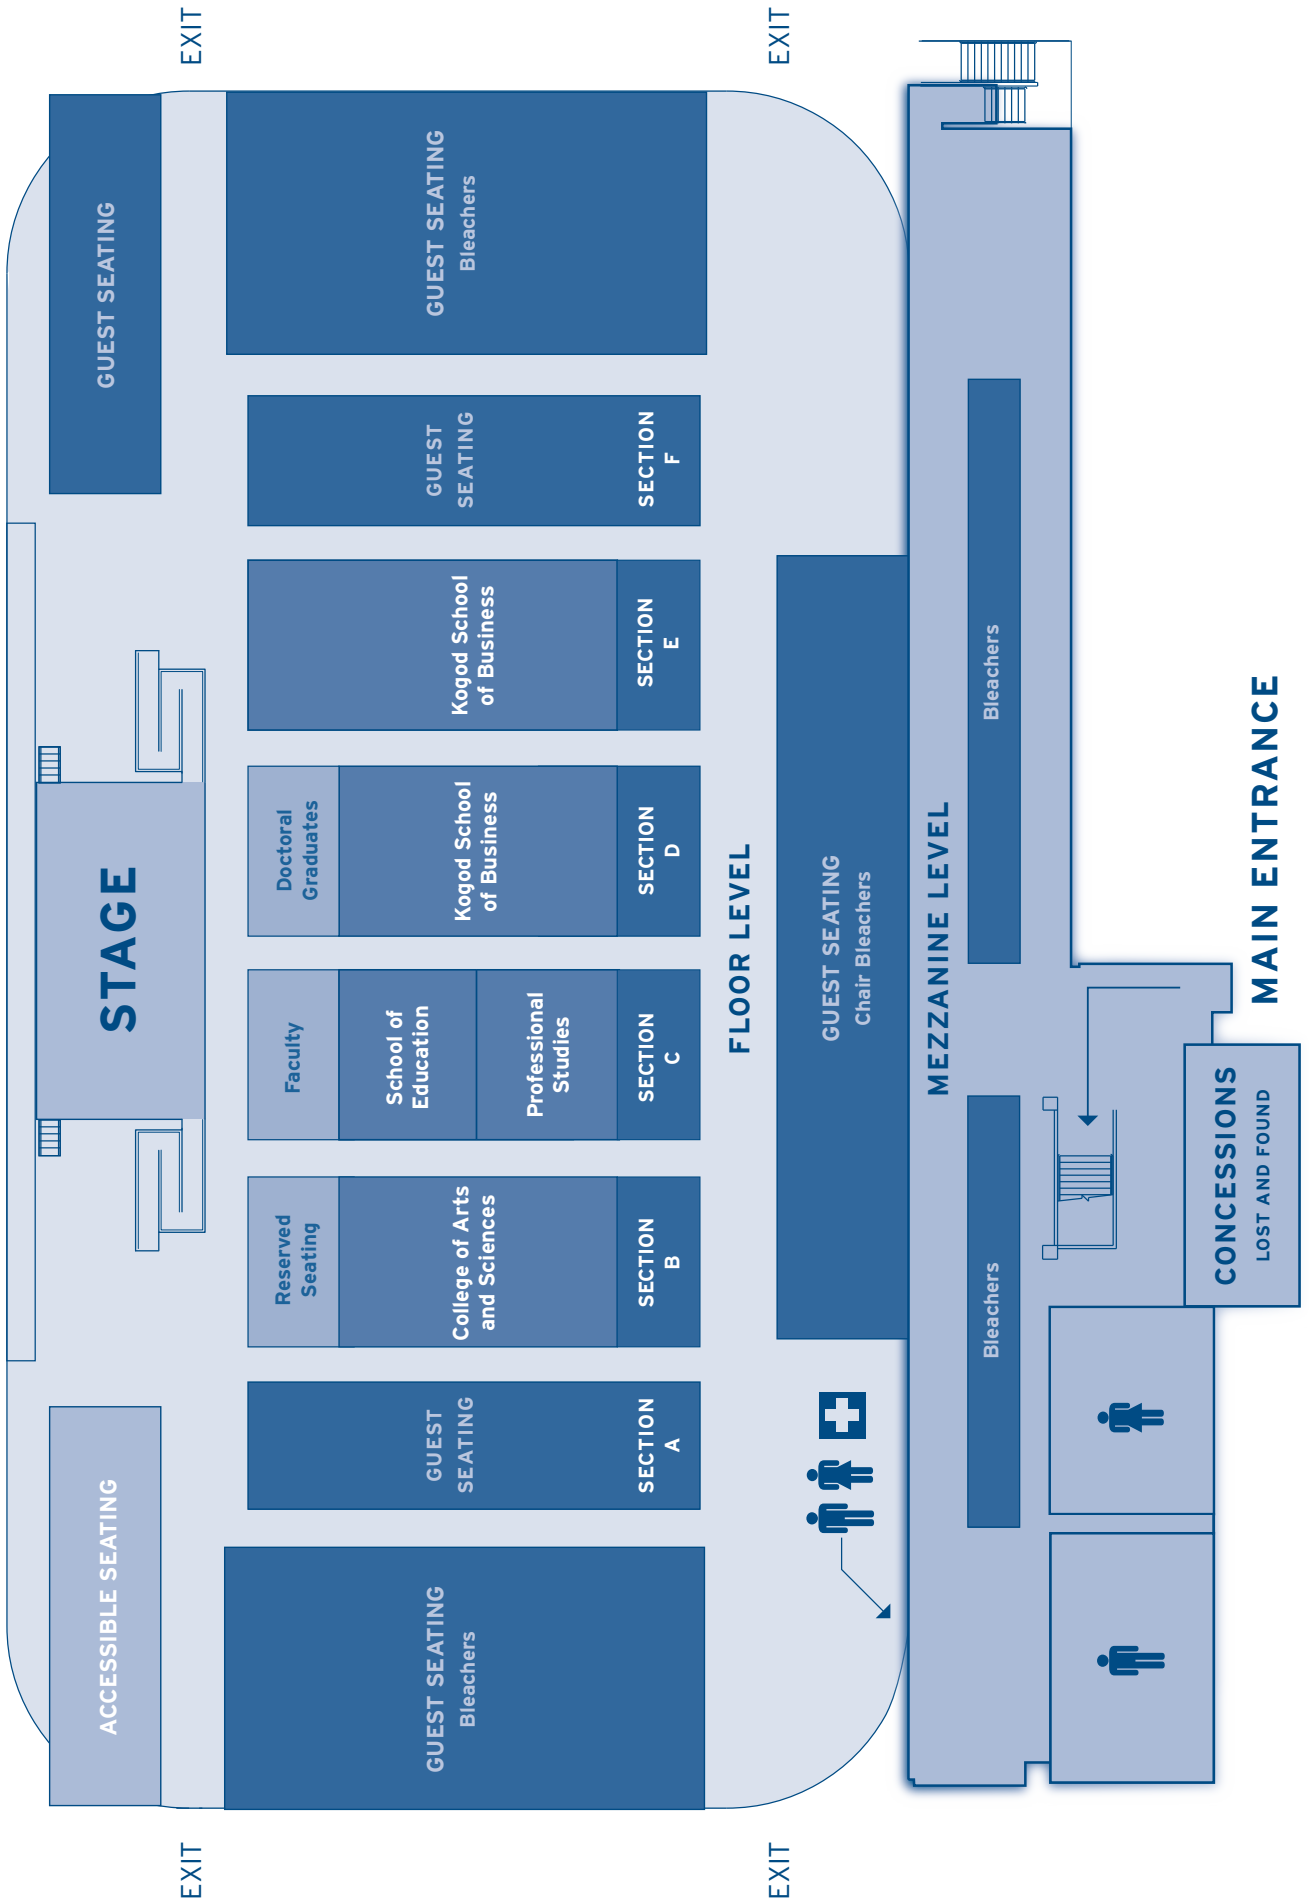 STAGE
ACCESSIBLE SEATING
GUEST SEATING
EXIT
EXIT
GUEST SEATING
Bleachers
GUEST
SEATING
SECTION
A
Reserved
Seating
College of Arts
and Sciences
SECTION
B
Faculty
School of
Education
Professional
Studies
SECTION
C
Doctoral
Graduates
Kogod School
of Business
SECTION
D
Kogod School
of Business
SECTION
E
GUEST
SEATING
SECTION
F
GUEST SEATING
Bleachers
FLOOR LEVEL
EXIT
EXIT
GUEST SEATING
Chair Bleachers
MEZZANINE LEVEL
Bleachers
Bleachers
CONCESSIONS
LOST AND FOUND
MAIN ENTRANCE